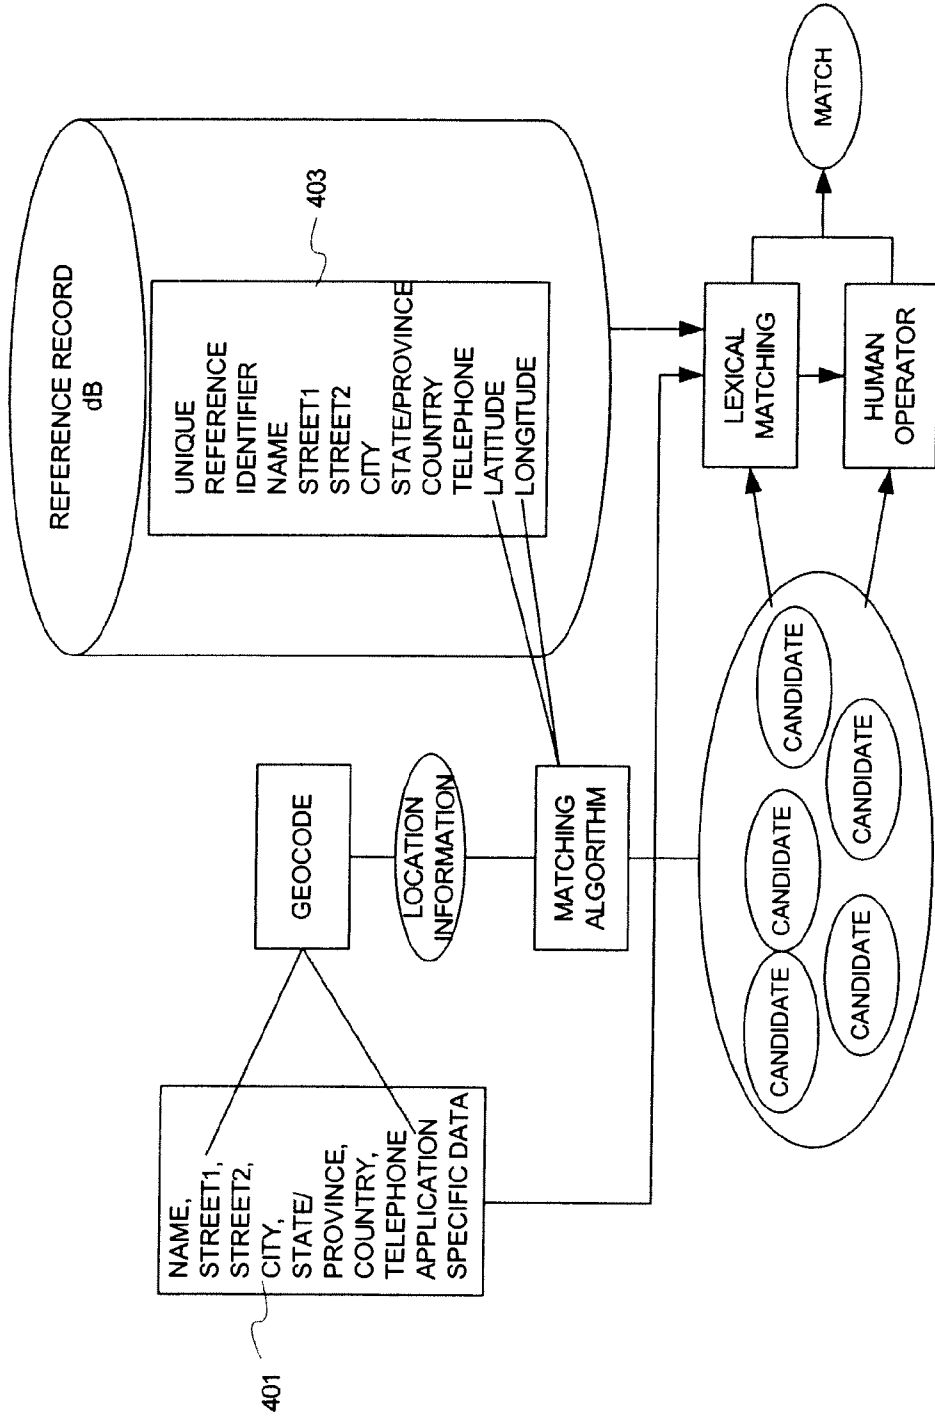 401
NAME,
STREET1,
STREET2,
CITY,
STATE/
PROVINCE,
COUNTRY,
TELEPHONE
APPLICATION
SPECIFIC DATA
GEOCODE
LOCATION
INFORMATION
MATCHING
ALGORITHM
REFERENCE RECORD
dB
403
UNIQUE
REFERENCE
IDENTIFIER
NAME
STREET1
STREET2
CITY
STATE/PROVINCE
COUNTRY
TELEPHONE
LATITUDE
LONGITUDE
CANDIDATE
CANDIDATE
CANDIDATE
CANDIDATE
CANDIDATE
LEXICAL
MATCHING
HUMAN
OPERATOR
MATCH